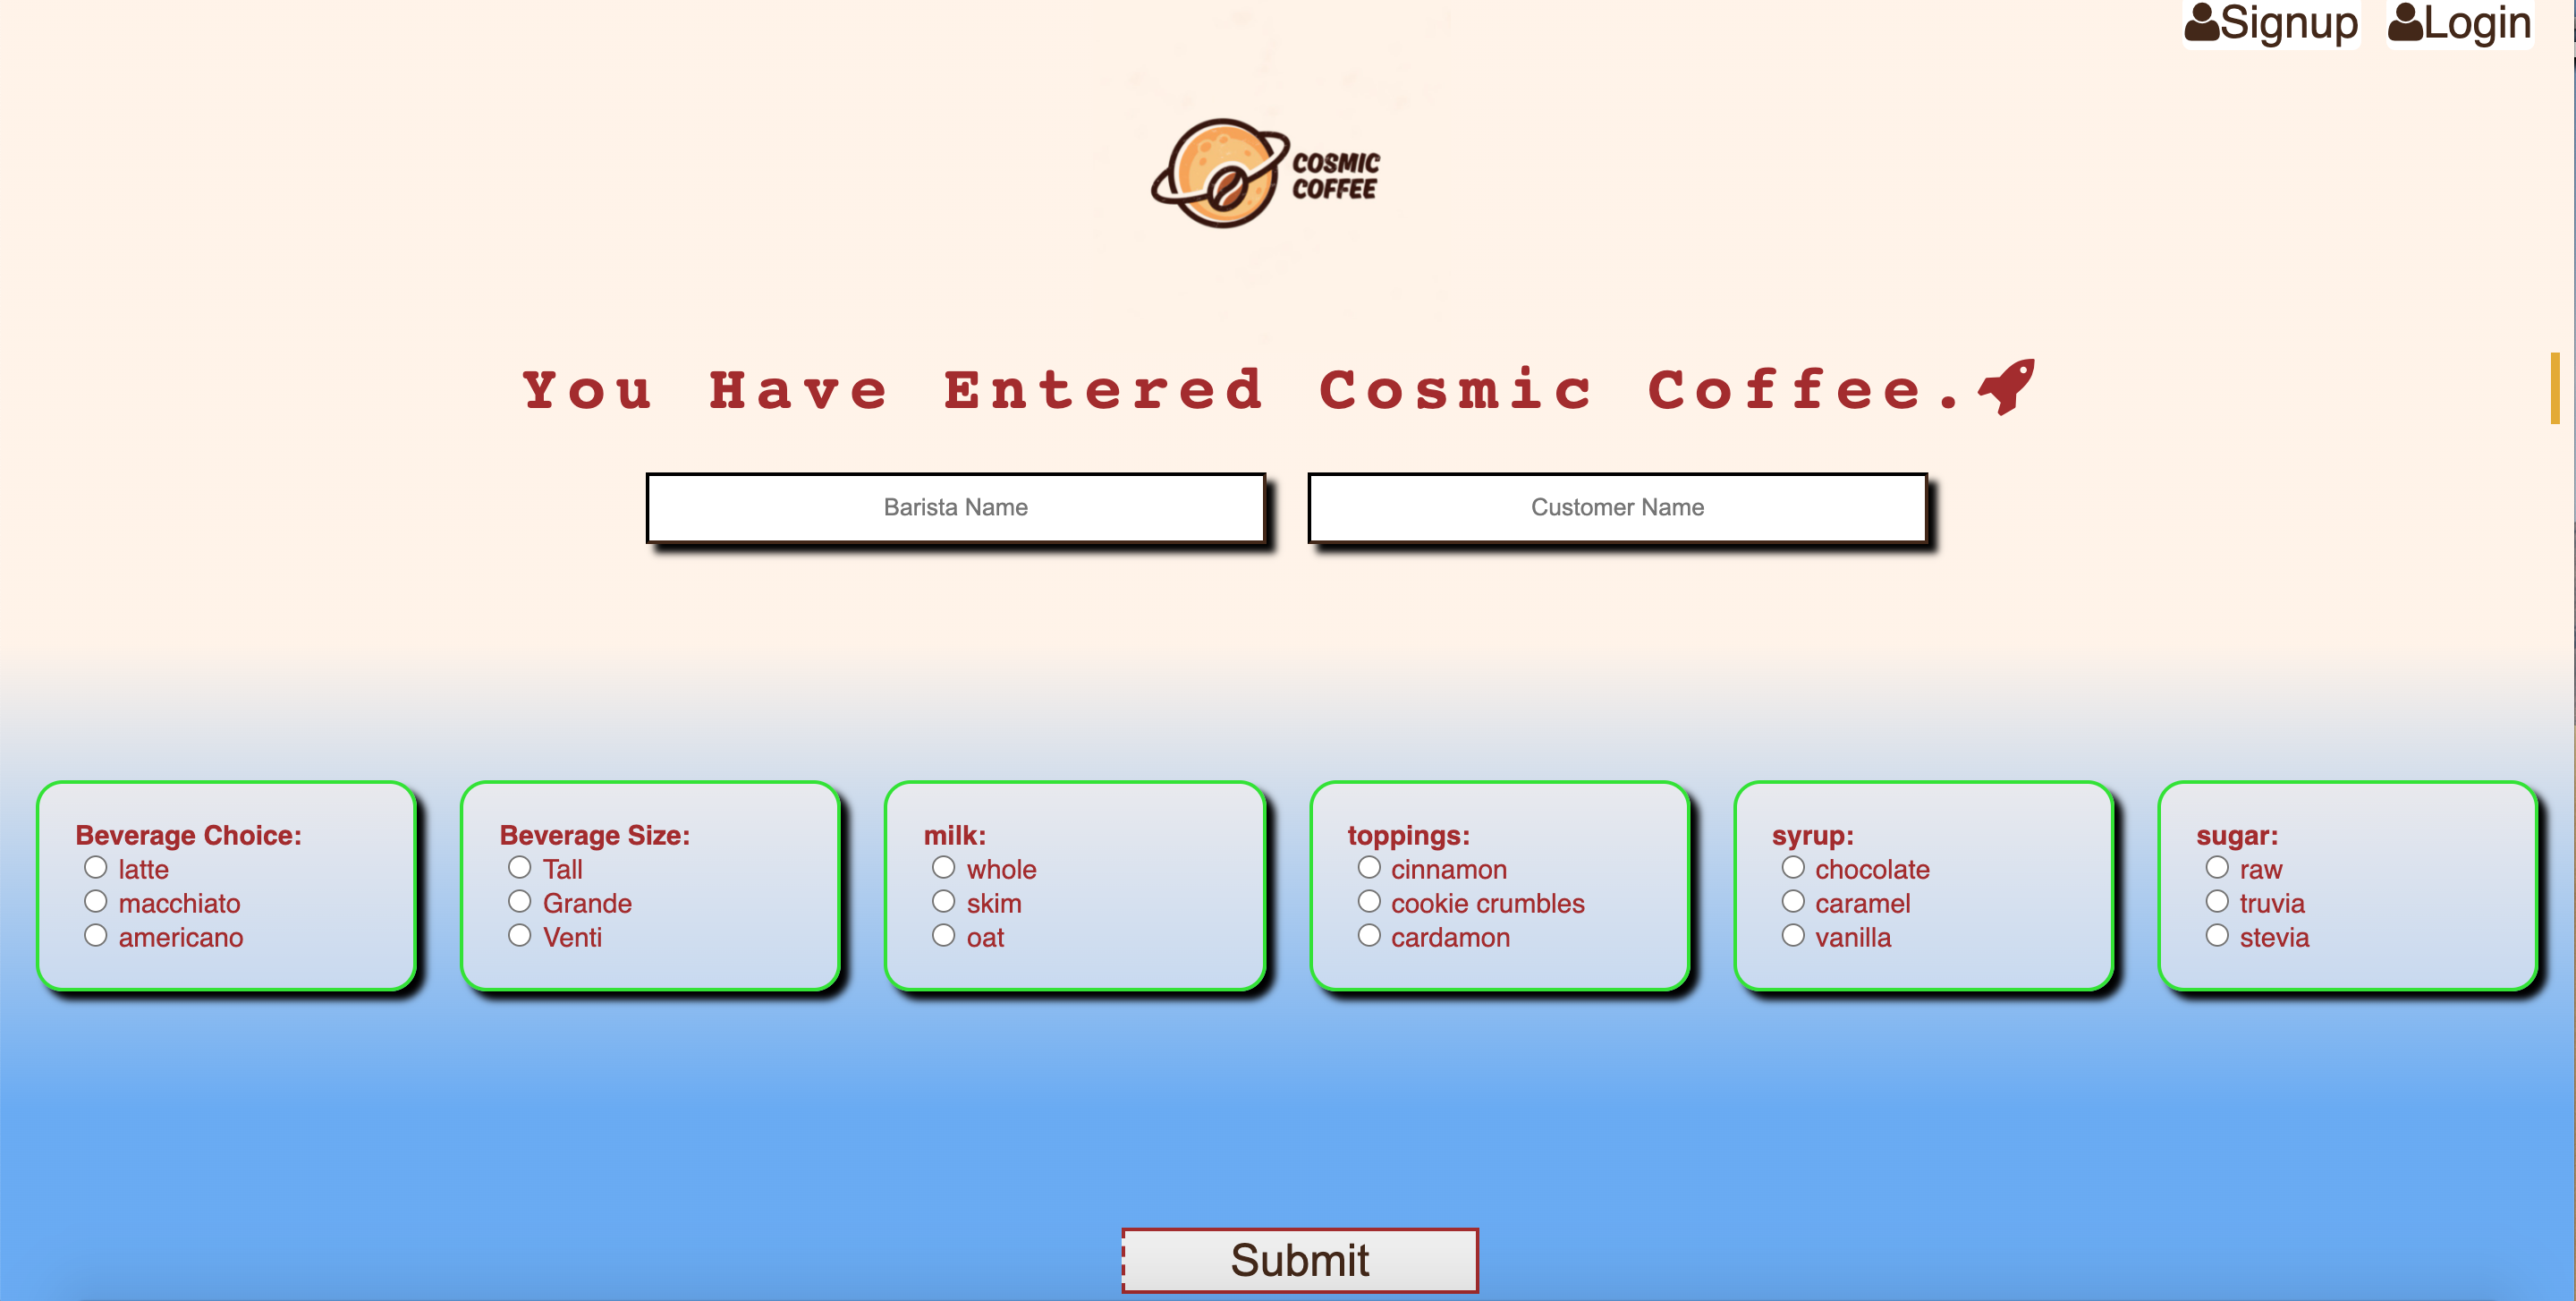 Signup Login
COSMIC
COFFEE
You Have Entered Cosmic Coffee.
Barista Name
Customer Name
Beverage Choice:
latte
macchiato
americano
Beverage Size:
Tall
Grande
Venti
milk:
whole
skim
oat
toppings:
cinnamon
cookie crumbles
cardamon
syrup:
chocolate
caramel
vanilla
sugar:
raw
truvia
stevia
Submit